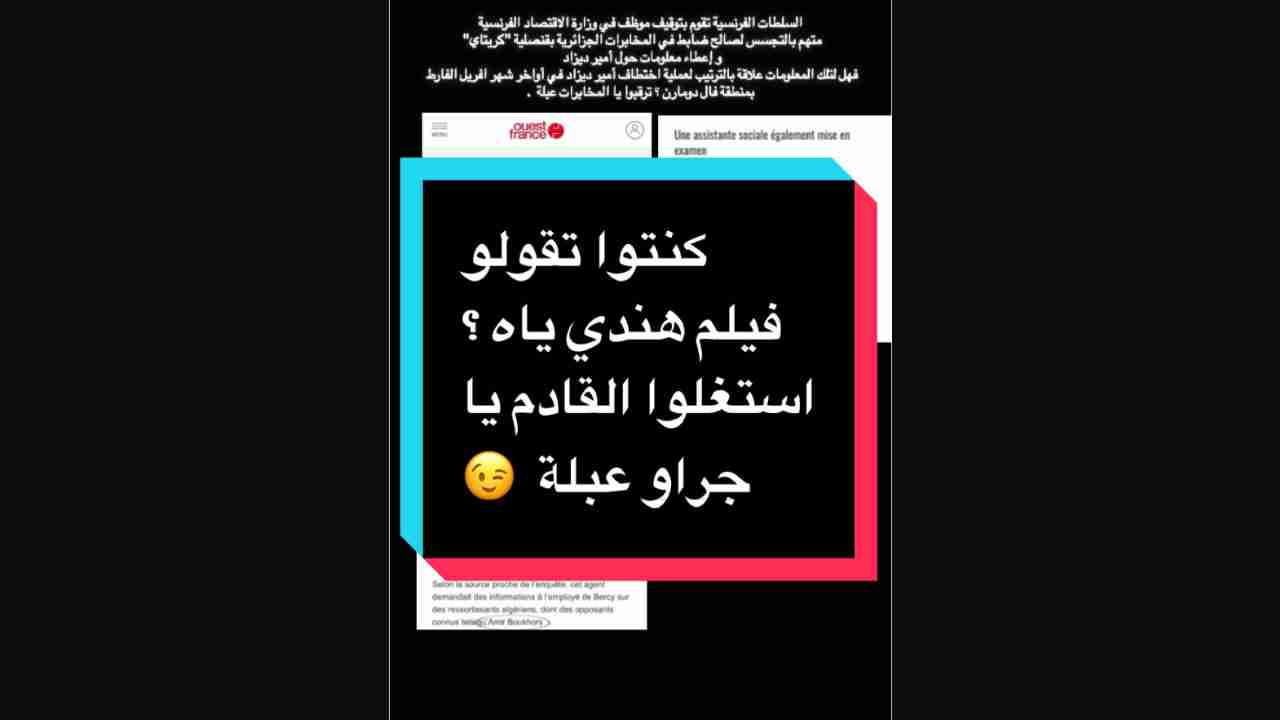 السلطات الفرنسية تقوم بتوقيف موظف في وزارة الاقتصاد الفرنسية
متهم بالتجسس لصالح ضابط في المخابرات الجزائرية بقنصلية "كريتاي"
و إعطاء معلومات حول أمير ديزاد
فهل لتلك المعلومات علاقة بالترتيب لعملية اختطاف أمير ديزاد في أواخر شهر افريل الفارط
بمنطقة فال دومارن ؟ ترقبوا يا المخابرات عبلة .
MENU
ouest
france
Une assistante sociale également mise en
examen
كنتوا تقولو
فيلم هندي ياه ؟
استغلوا القادم يا
جراو عبلة 😉
Selon la source proche de l'enquête, cet agent
demandait des informations à l'employé de Bercy sur
des ressortissants algériens, dont des opposants
connus Amir Boukhors